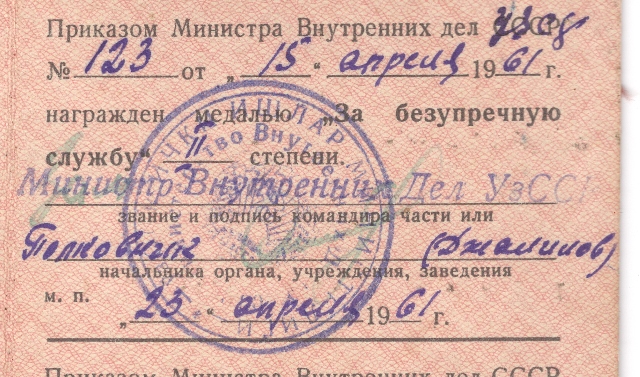 Приказом Министра Внутренних дел УзССР
№ 123 от „15“ апреля 1961 г.
награжден медалью „За безупречную
службу“ II степени.
Министр Внутренних Дел УзССР
звание и подпись командира части или
Полковник (Джалилов)
начальника органа, учреждения, заведения
м. п.
„23“ апреля 1961 г.
Приказом Министра Внутренних дел СССР